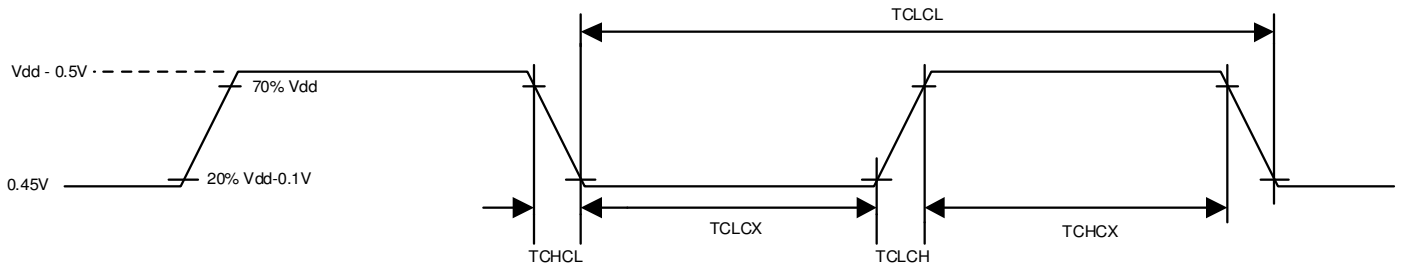 TCLCL
Vdd - 0.5V
70% Vdd
20% Vdd-0.1V
0.45V
TCLCX
TCHCX
TCHCL
TCLCH